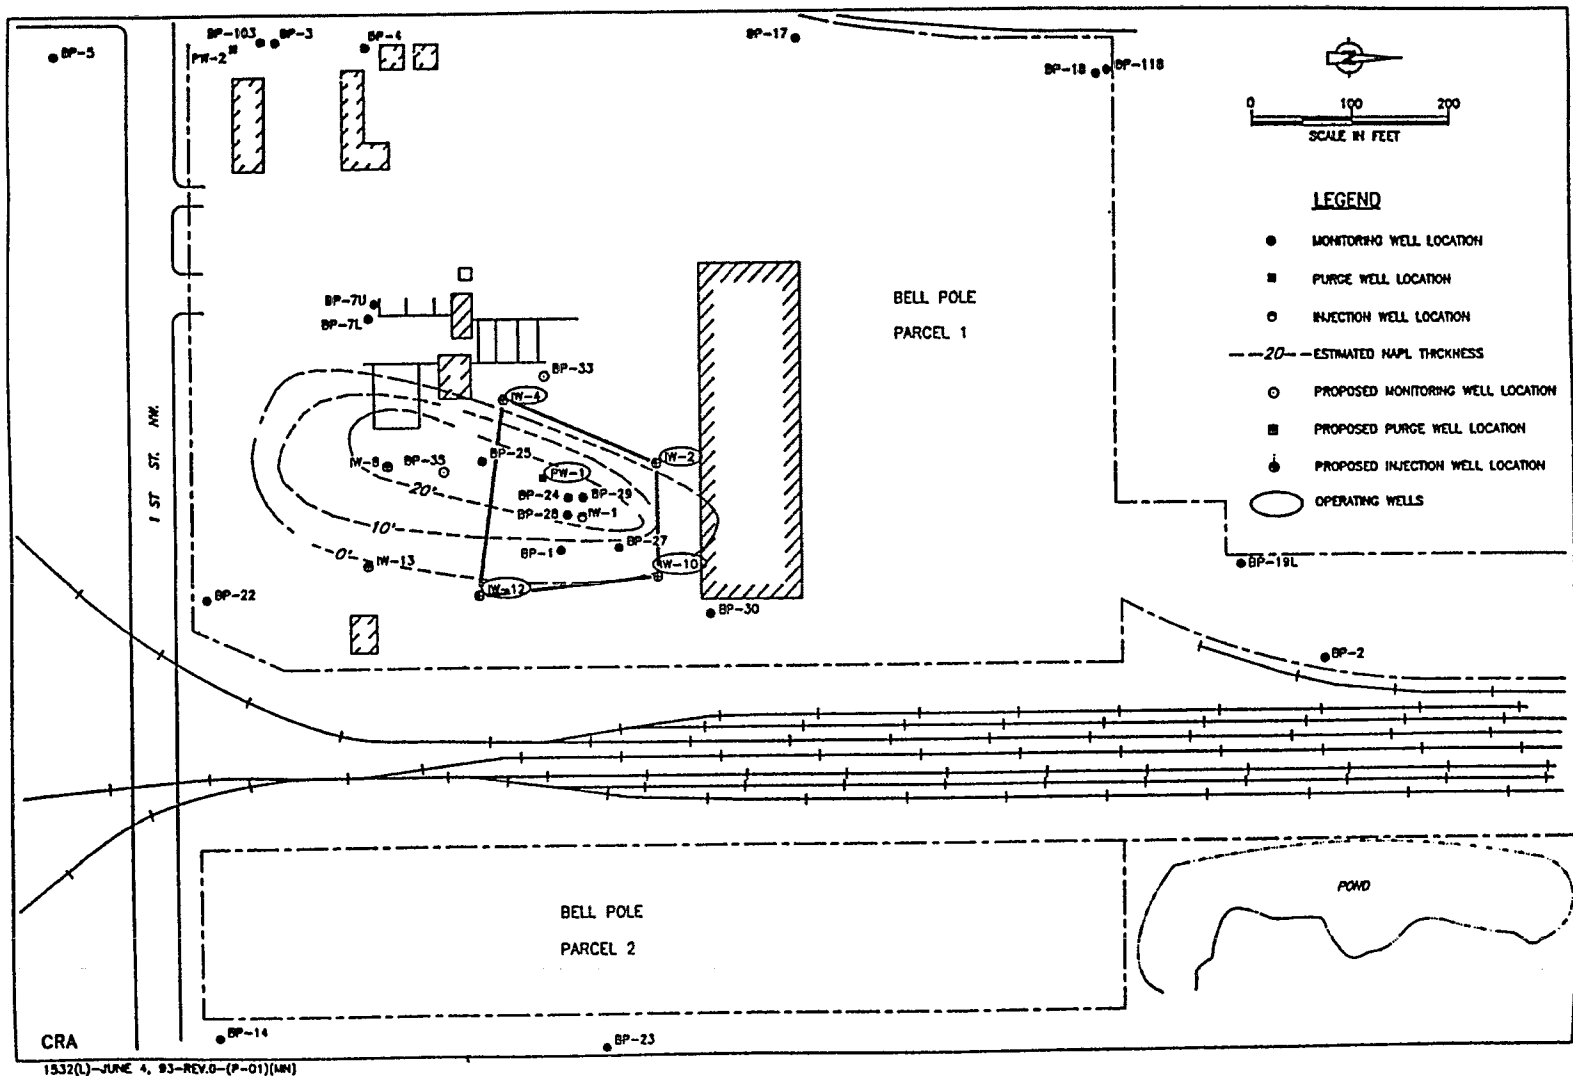 BP-5
BP-103
BP-3
PW-2
BP-4
BP-17
BP-18
BP-118
0 100 200
SCALE IN FEET
LEGEND
MONITORING WELL LOCATION
PURGE WELL LOCATION
INJECTION WELL LOCATION
20 ESTIMATED NAPL THICKNESS
PROPOSED MONITORING WELL LOCATION
PROPOSED PURGE WELL LOCATION
PROPOSED INJECTION WELL LOCATION
OPERATING WELLS
BELL POLE
PARCEL 1
BP-7U
BP-7L
BP-33
IW-4
1 ST ST. NW.
IW-8
BP-35
BP-25
IW-2
PW-1
20'
BP-24
BP-29
BP-28
IW-1
10'
BP-1
BP-27
0'
IW-13
IW-10
IW-12
BP-22
BP-30
BP-19L
BP-2
BELL POLE
PARCEL 2
POND
BP-14
BP-23
CRA
1532(L)-JUNE 4, 93-REV.0-(P-01)(MN)